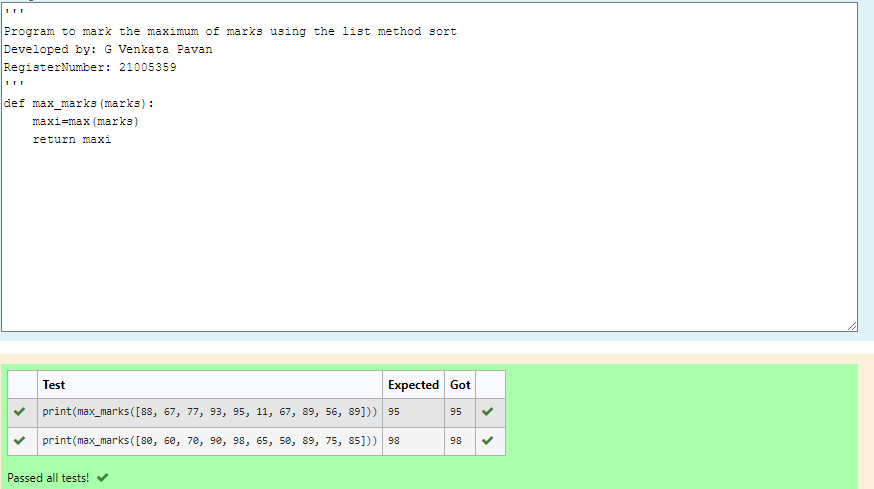 '''
Program to mark the maximum of marks using the list method sort
Developed by: G Venkata Pavan
RegisterNumber: 21005359
'''
def max_marks(marks):
    maxi=max(marks)
    return maxi
Test Expected Got
print(max_marks([88, 67, 77, 93, 95, 11, 67, 89, 56, 89])) 95 95
print(max_marks([80, 60, 70, 90, 98, 65, 50, 89, 75, 85])) 98 98
Passed all tests!